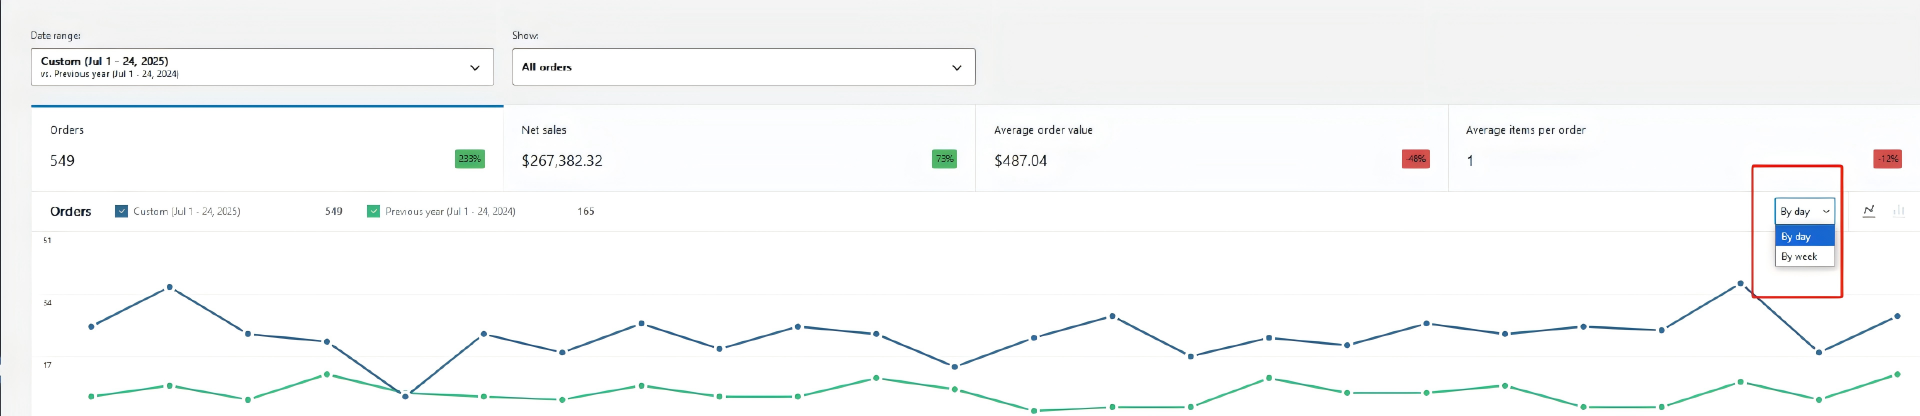 Date range:
Show:
Custom (Jul 1 - 24, 2025)
vs. Previous year (Jul 1 - 24, 2024)
All orders
Orders
549
233%
Net sales
$267,382.32
73%
Average order value
$487.04
-48%
Average items per order
1
-12%
Orders
Custom (Jul 1 - 24, 2025)
549
Previous year (Jul 1 - 24, 2024)
165
By day
By day
By week
51
34
17